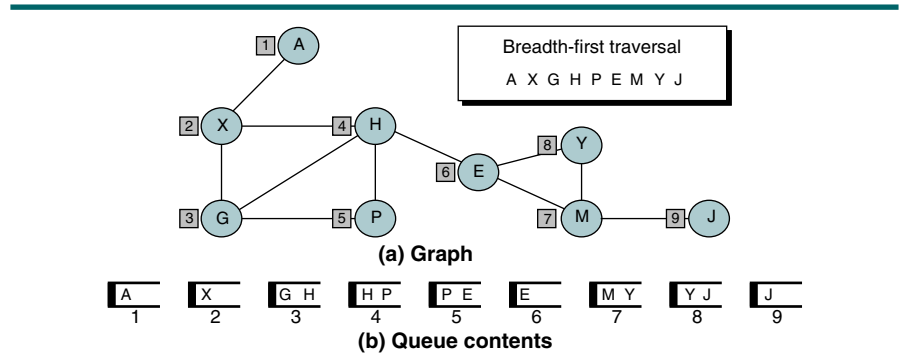 1 A
Breadth-first traversal
A X G H P E M Y J
2 X 4 H
8 Y
6 E
3 G 5 P 7 M 9 J
(a) Graph
A X G H H P P E E M Y Y J J
1 2 3 4 5 6 7 8 9
(b) Queue contents